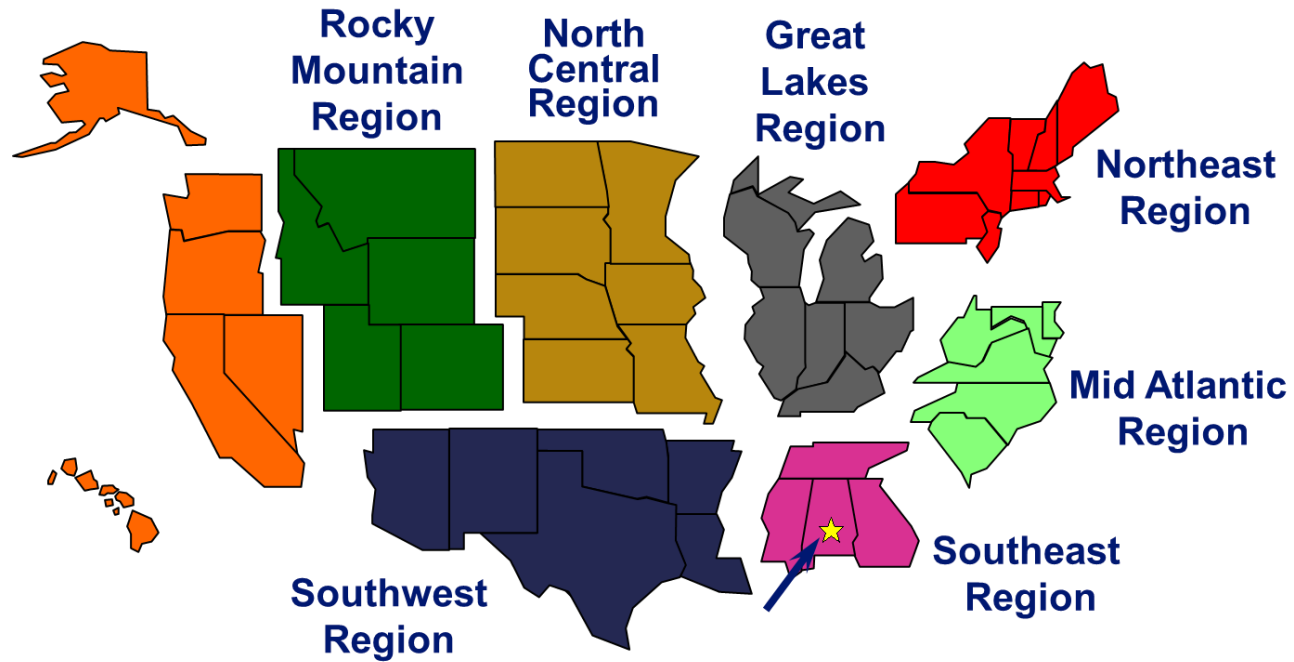 Rocky
Mountain
Region
North
Central
Region
Great
Lakes
Region
Northeast
Region
Mid Atlantic
Region
Southeast
Region
Southwest
Region